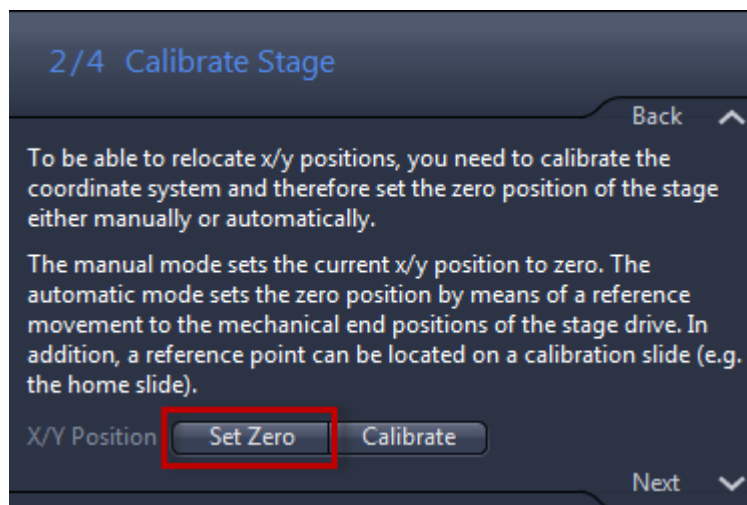 2/4 Calibrate Stage
Back
To be able to relocate x/y positions, you need to calibrate the
coordinate system and therefore set the zero position of the stage
either manually or automatically.
The manual mode sets the current x/y position to zero. The
automatic mode sets the zero position by means of a reference
movement to the mechanical end positions of the stage drive. In
addition, a reference point can be located on a calibration slide (e.g.
the home slide).
X/Y Position Set Zero Calibrate
Next